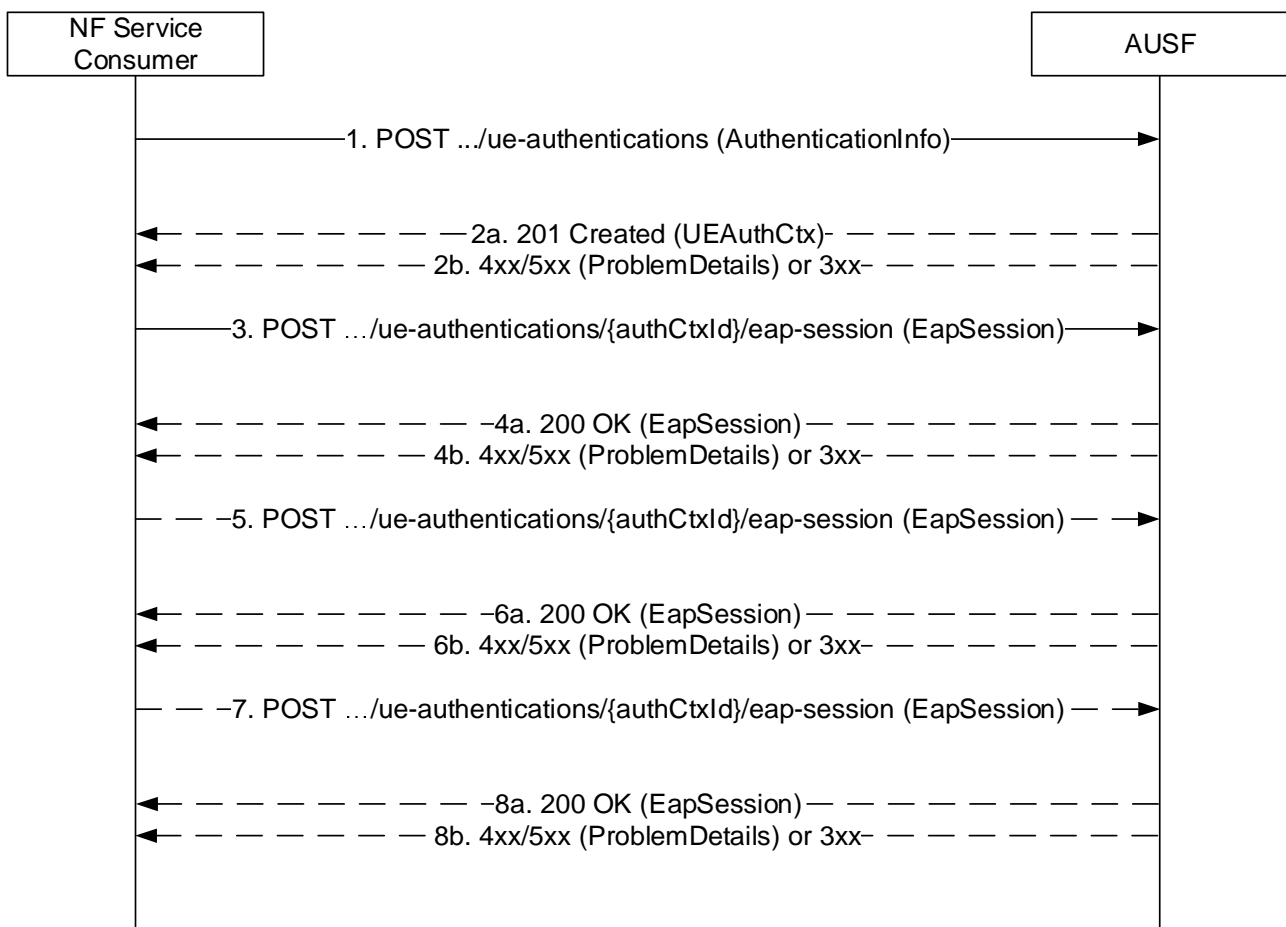 NF Service
Consumer
AUSF
1. POST .../ue-authentications (AuthenticationInfo)
2a. 201 Created (UEAuthCtx)
2b. 4xx/5xx (ProblemDetails) or 3xx
3. POST …/ue-authentications/{authCtxId}/eap-session (EapSession)
4a. 200 OK (EapSession)
4b. 4xx/5xx (ProblemDetails) or 3xx
5. POST …/ue-authentications/{authCtxId}/eap-session (EapSession)
6a. 200 OK (EapSession)
6b. 4xx/5xx (ProblemDetails) or 3xx
7. POST …/ue-authentications/{authCtxId}/eap-session (EapSession)
8a. 200 OK (EapSession)
8b. 4xx/5xx (ProblemDetails) or 3xx